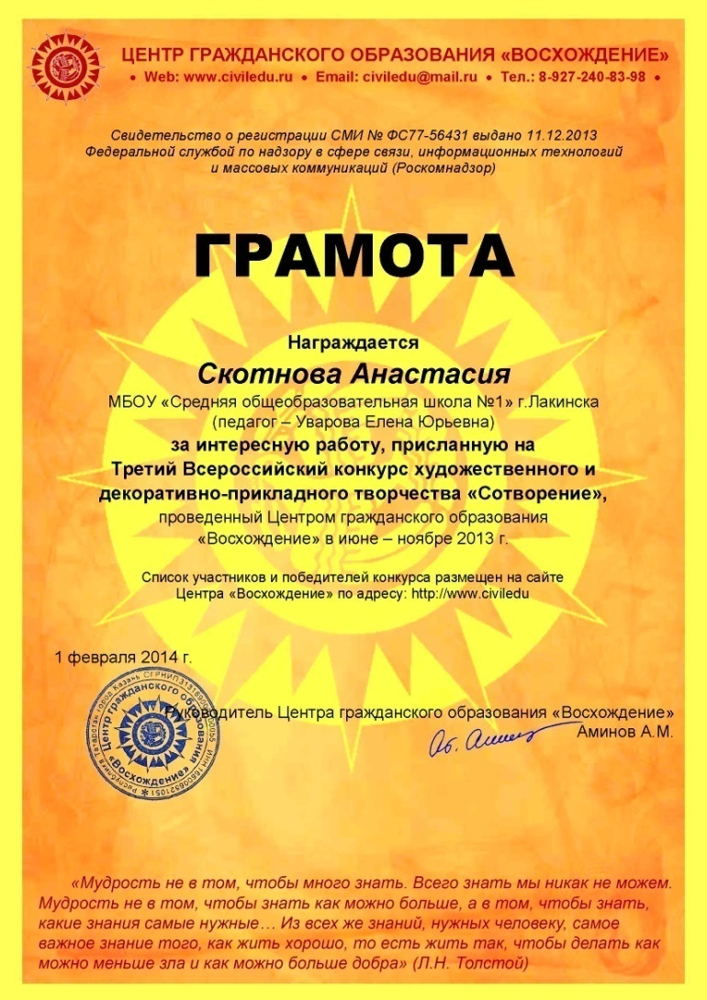 ЦЕНТР ГРАЖДАНСКОГО ОБРАЗОВАНИЯ «ВОСХОЖДЕНИЕ»
• Web: www.civiledu.ru • Email: civiledu@mail.ru • Тел.: 8-927-240-83-98 •
Свидетельство о регистрации СМИ № ФС77-56431 выдано 11.12.2013
Федеральной службой по надзору в сфере связи, информационных технологий
и массовых коммуникаций (Роскомнадзор)
ГРАМОТА
Награждается
Скотнова Анастасия
МБОУ «Средняя общеобразовательная школа №1» г.Лакинска
(педагог – Уварова Елена Юрьевна)
за интересную работу, присланную на
Третий Всероссийский конкурс художественного и
декоративно-прикладного творчества «Сотворение»,
проведенный Центром гражданского образования
«Восхождение» в июне – ноябре 2013 г.
Список участников и победителей конкурса размещен на сайте
Центра «Восхождение» по адресу: http://www.civiledu
1 февраля 2014 г.
Руководитель Центра гражданского образования «Восхождение»
Аминов А.М.
Республика Татарстан город Казань
Центр гражданского образования
«Восхождение»
«Мудрость не в том, чтобы много знать. Всего знать мы никак не можем.
Мудрость не в том, чтобы знать как можно больше, а в том, чтобы знать,
какие знания самые нужные… Из всех же знаний, нужных человеку, самое
важное знание того, как жить хорошо, то есть жить так, чтобы делать как
можно меньше зла и как можно больше добра» (Л.Н. Толстой)